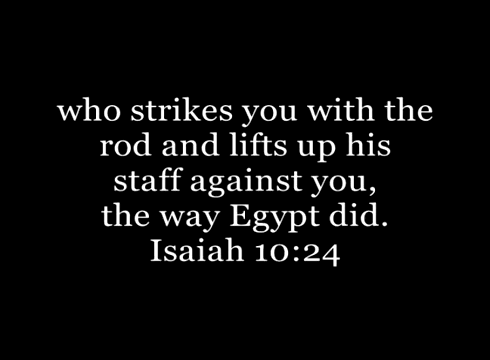 who strikes you with the
rod and lifts up his
staff against you,
the way Egypt did.
Isaiah 10:24